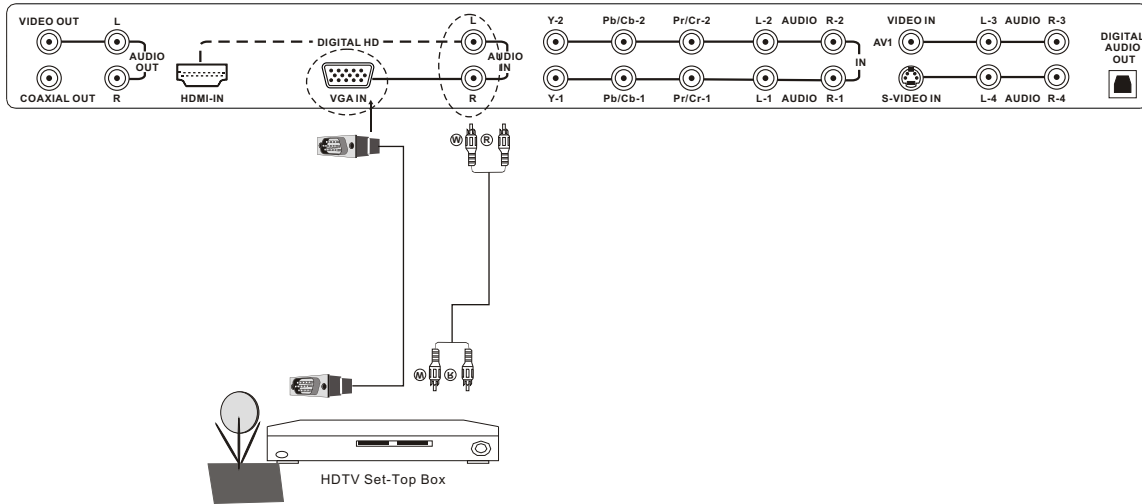 VIDEO OUT L
AUDIO OUT
COAXIAL OUT R
HDMI-IN
DIGITAL HD
VGA IN
L
AUDIO IN
R
Y-2 Pb/Cb-2 Pr/Cr-2 L-2 AUDIO R-2
IN
Y-1 Pb/Cb-1 Pr/Cr-1 L-1 AUDIO R-1
VIDEO IN L-3 AUDIO R-3
AV1
S-VIDEO IN L-4 AUDIO R-4
DIGITAL
AUDIO
OUT
W R
W R
HDTV Set-Top Box